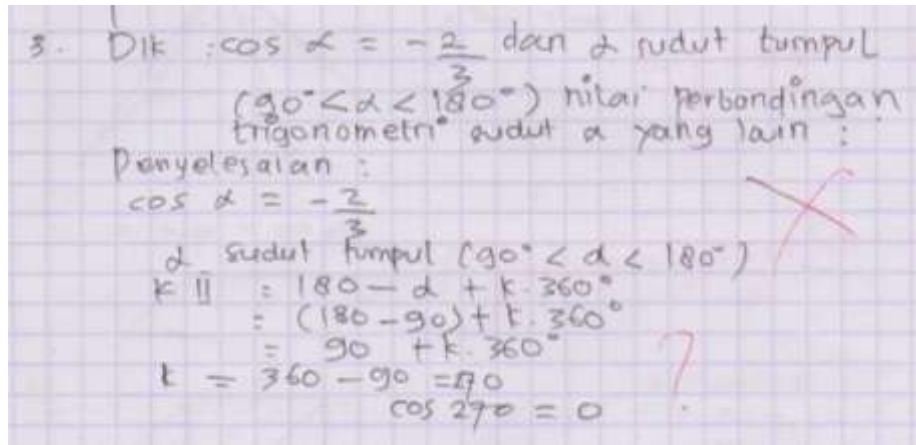 3. Dik : cos α = - 2/3 dan α sudut tumpul
(90° < α < 180°) nilai perbandingan
trigonometri sudut a yang lain :
Penyelesaian :
cos α = - 2/3
α sudut tumpul (90° < α < 180°)
k II = 180 - α + k. 360°
= (180 - 90) + k. 360°
= 90 + k. 360°
k = 360 - 90 = 270
cos 270 = 0
?